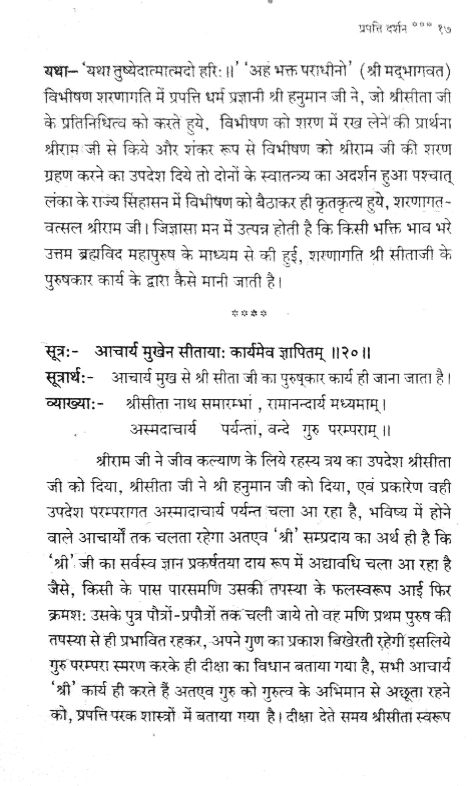 प्रपत्ति दर्शन *** १७
यथा– 'यथा तुष्येदात्मात्मदो हरिः॥' 'अहं भक्त पराधीनो' (श्री मद्भागवत)
विभीषण शरणागति में प्रपत्ति धर्म प्रज्ञानी श्री हनुमान जी ने, जो श्रीसीता जी
के प्रतिनिधित्व को करते हुये, विभीषण को शरण में रख लेने की प्रार्थना
श्रीराम जी से किये और शंकर रूप से विभीषण को श्रीराम जी की शरण
ग्रहण करने का उपदेश दिये तो दोनों के स्वातन्त्र्य का अदर्शन हुआ पश्चात्
लंका के राज्य सिंहासन में विभीषण को बैठाकर ही कृतकृत्य हुये, शरणागत-
वत्सल श्रीराम जी। जिज्ञासा मन में उत्पन्न होती है कि किसी भक्ति भाव भरे
उत्तम ब्रह्मविद महापुरुष के माध्यम से की हुई, शरणागति श्री सीताजी के
पुरुषकार कार्य के द्वारा कैसे मानी जाती है।
****
सूत्रः- आचार्य मुखेन सीतायाः कार्यमेव ज्ञापितम् ॥२०॥
सूत्रार्थः- आचार्य मुख से श्री सीता जी का पुरुष्कार कार्य ही जाना जाता है।
व्याख्याः- श्रीसीता नाथ समारम्भां , रामानन्दार्य मध्यमाम्।
अस्मदाचार्य पर्यन्तां, वन्दे गुरु परम्पराम् ॥
श्रीराम जी ने जीव कल्याण के लिये रहस्य त्रय का उपदेश श्रीसीता
जी को दिया, श्रीसीता जी ने श्री हनुमान जी को दिया, एवं प्रकारेण वही
उपदेश परम्परागत अस्मादाचार्य पर्यन्त चला आ रहा है, भविष्य में होने
वाले आचार्यों तक चलता रहेगा अतएव 'श्री' सम्प्रदाय का अर्थ ही है कि
'श्री' जी का सर्वस्व ज्ञान प्रकर्षतया दाय रूप में अद्यावधि चला आ रहा है
जैसे, किसी के पास पारसमणि उसकी तपस्या के फलस्वरूप आई फिर
क्रमशः उसके पुत्र पौत्रों-प्रपौत्रों तक चली जाये तो वह मणि प्रथम पुरुष की
तपस्या से ही प्रभावित रहकर, अपने गुण का प्रकाश बिखेरती रहेगी इसलिये
गुरु परम्परा स्मरण करके ही दीक्षा का विधान बताया गया है, सभी आचार्य
'श्री' कार्य ही करते हैं अतएव गुरु को गुरुत्व के अभिमान से अछूता रहने
को, प्रपत्ति परक शास्त्रों में बताया गया है। दीक्षा देते समय श्रीसीता स्वरूप